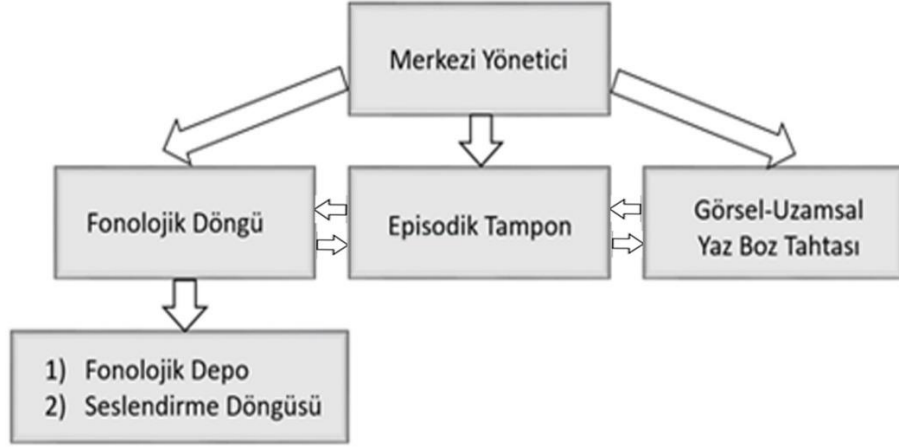 Merkezi Yönetici
Fonolojik Döngü
Episodik Tampon
Görsel-Uzamsal
Yaz Boz Tahtası
1) Fonolojik Depo
2) Seslendirme Döngüsü